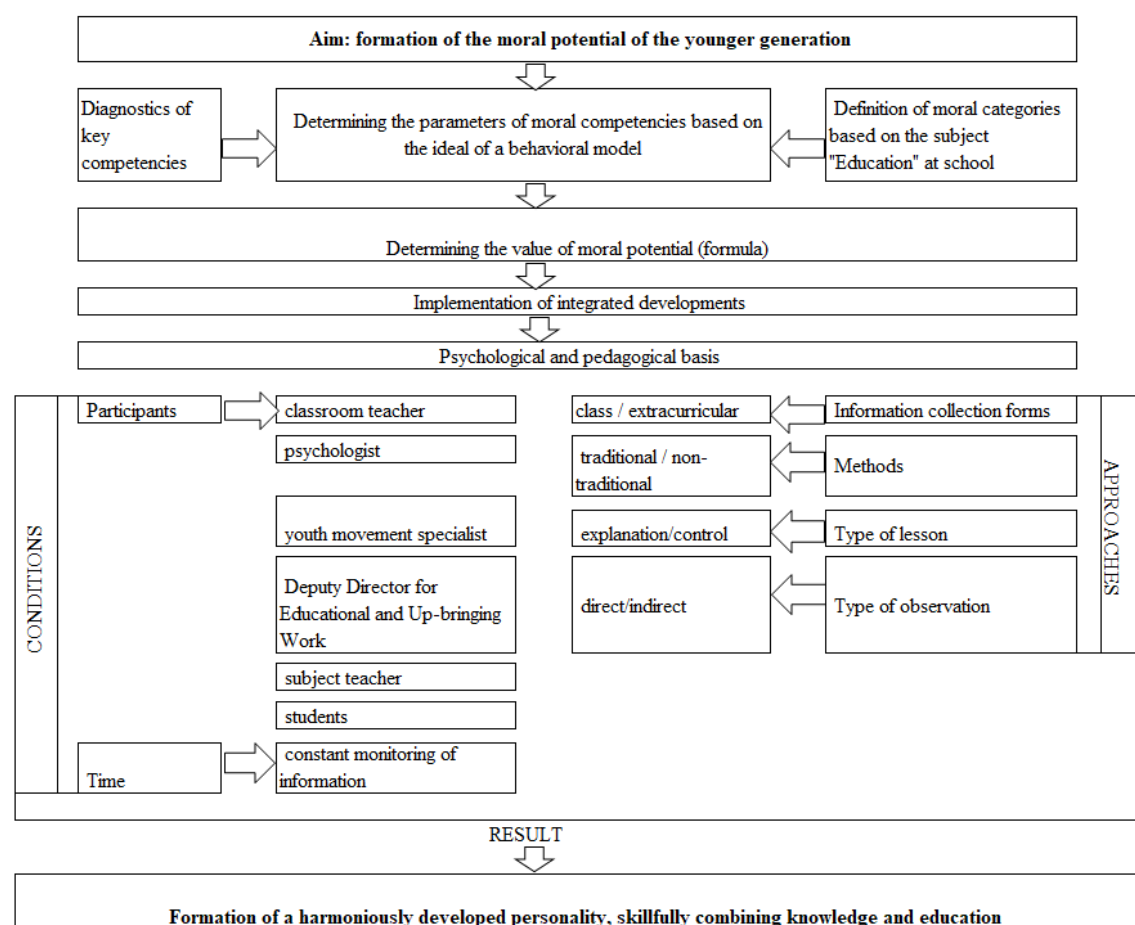 Aim: formation of the moral potential of the younger generation
Diagnostics of
key
competencies
Determining the parameters of moral competencies based on
the ideal of a behavioral model
Definition of moral categories
based on the subject
"Education" at school
Determining the value of moral potential (formula)
Implementation of integrated developments
Psychological and pedagogical basis
CONDITIONS
Participants
classroom teacher
psychologist
youth movement specialist
Deputy Director for
Educational and Up-bringing
Work
subject teacher
students
Time
constant monitoring of
information
class / extracurricular
Information collection forms
traditional / non-
traditional
Methods
explanation/control
Type of lesson
direct/indirect
Type of observation
APPROACHES
RESULT
Formation of a harmoniously developed personality, skillfully combining knowledge and education